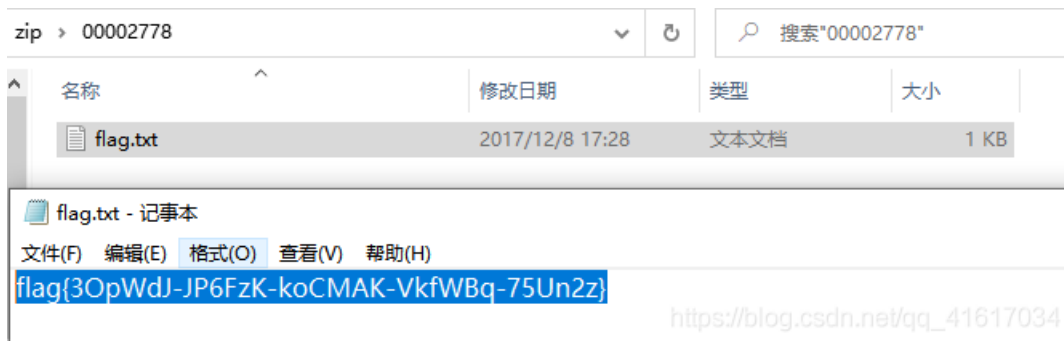 zip > 00002778
搜索"00002778"
名称 修改日期 类型 大小
flag.txt 2017/12/8 17:28 文本文档 1 KB
flag.txt - 记事本
文件(F) 编辑(E) 格式(O) 查看(V) 帮助(H)
flag{3OpWdJ-JP6FzK-koCMAK-VkfWBq-75Un2z}
https://blog.csdn.net/qq_41617034